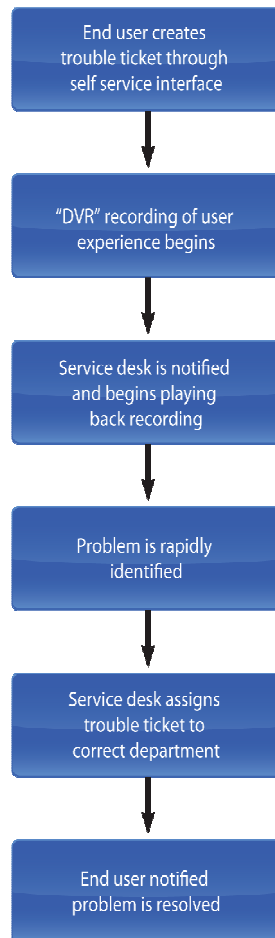 End user creates
trouble ticket through
self service interface
“DVR” recording of user
experience begins
Service desk is notified
and begins playing
back recording
Problem is rapidly
identified
Service desk assigns
trouble ticket to
correct department
End user notified
problem is resolved